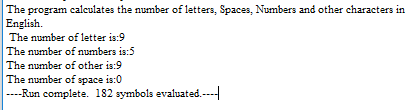 The program calculates the number of letters, Spaces, Numbers and other characters in
English.
The number of letter is:9
The number of numbers is:5
The number of other is:9
The number of space is:0
----Run complete.  182 symbols evaluated.----